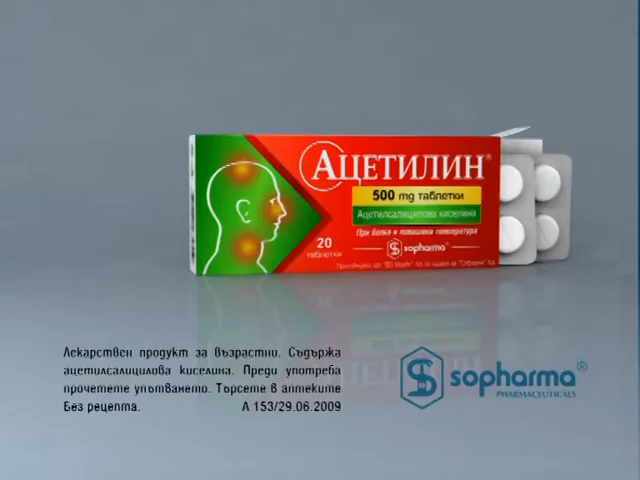 АЦЕТИЛИН®
500 mg таблетки
Ацетилсалицилова киселина
При болка и повишена температура
20
таблетки
sopharma®
Лекарствен продукт за възрастни. Съдържа
ацетилсалицилова киселина. Преди употреба
прочетете упътването. Търсете в аптеките
без рецепта. Л 153/29.06.2009
sopharma®
PHARMACEUTICALS